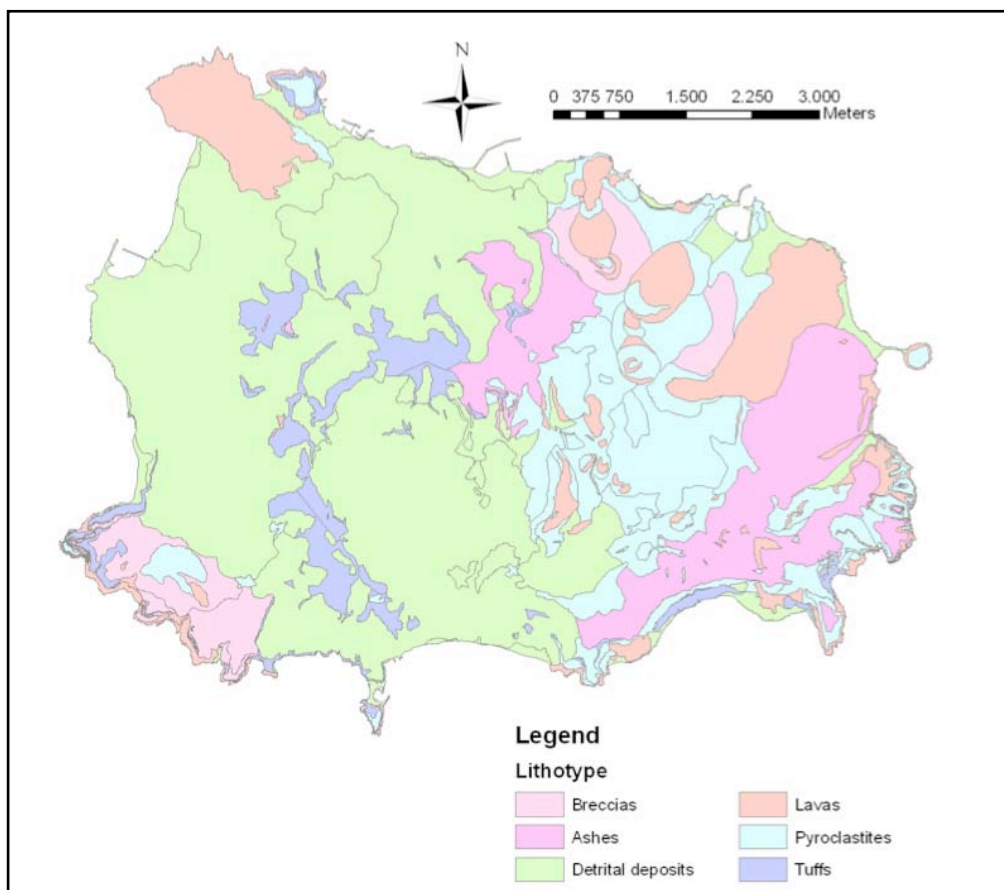 N
0 375 750 1.500 2.250 3.000
Meters
Legend
Lithotype
Breccias Lavas
Ashes Pyroclastites
Detrital deposits Tuffs